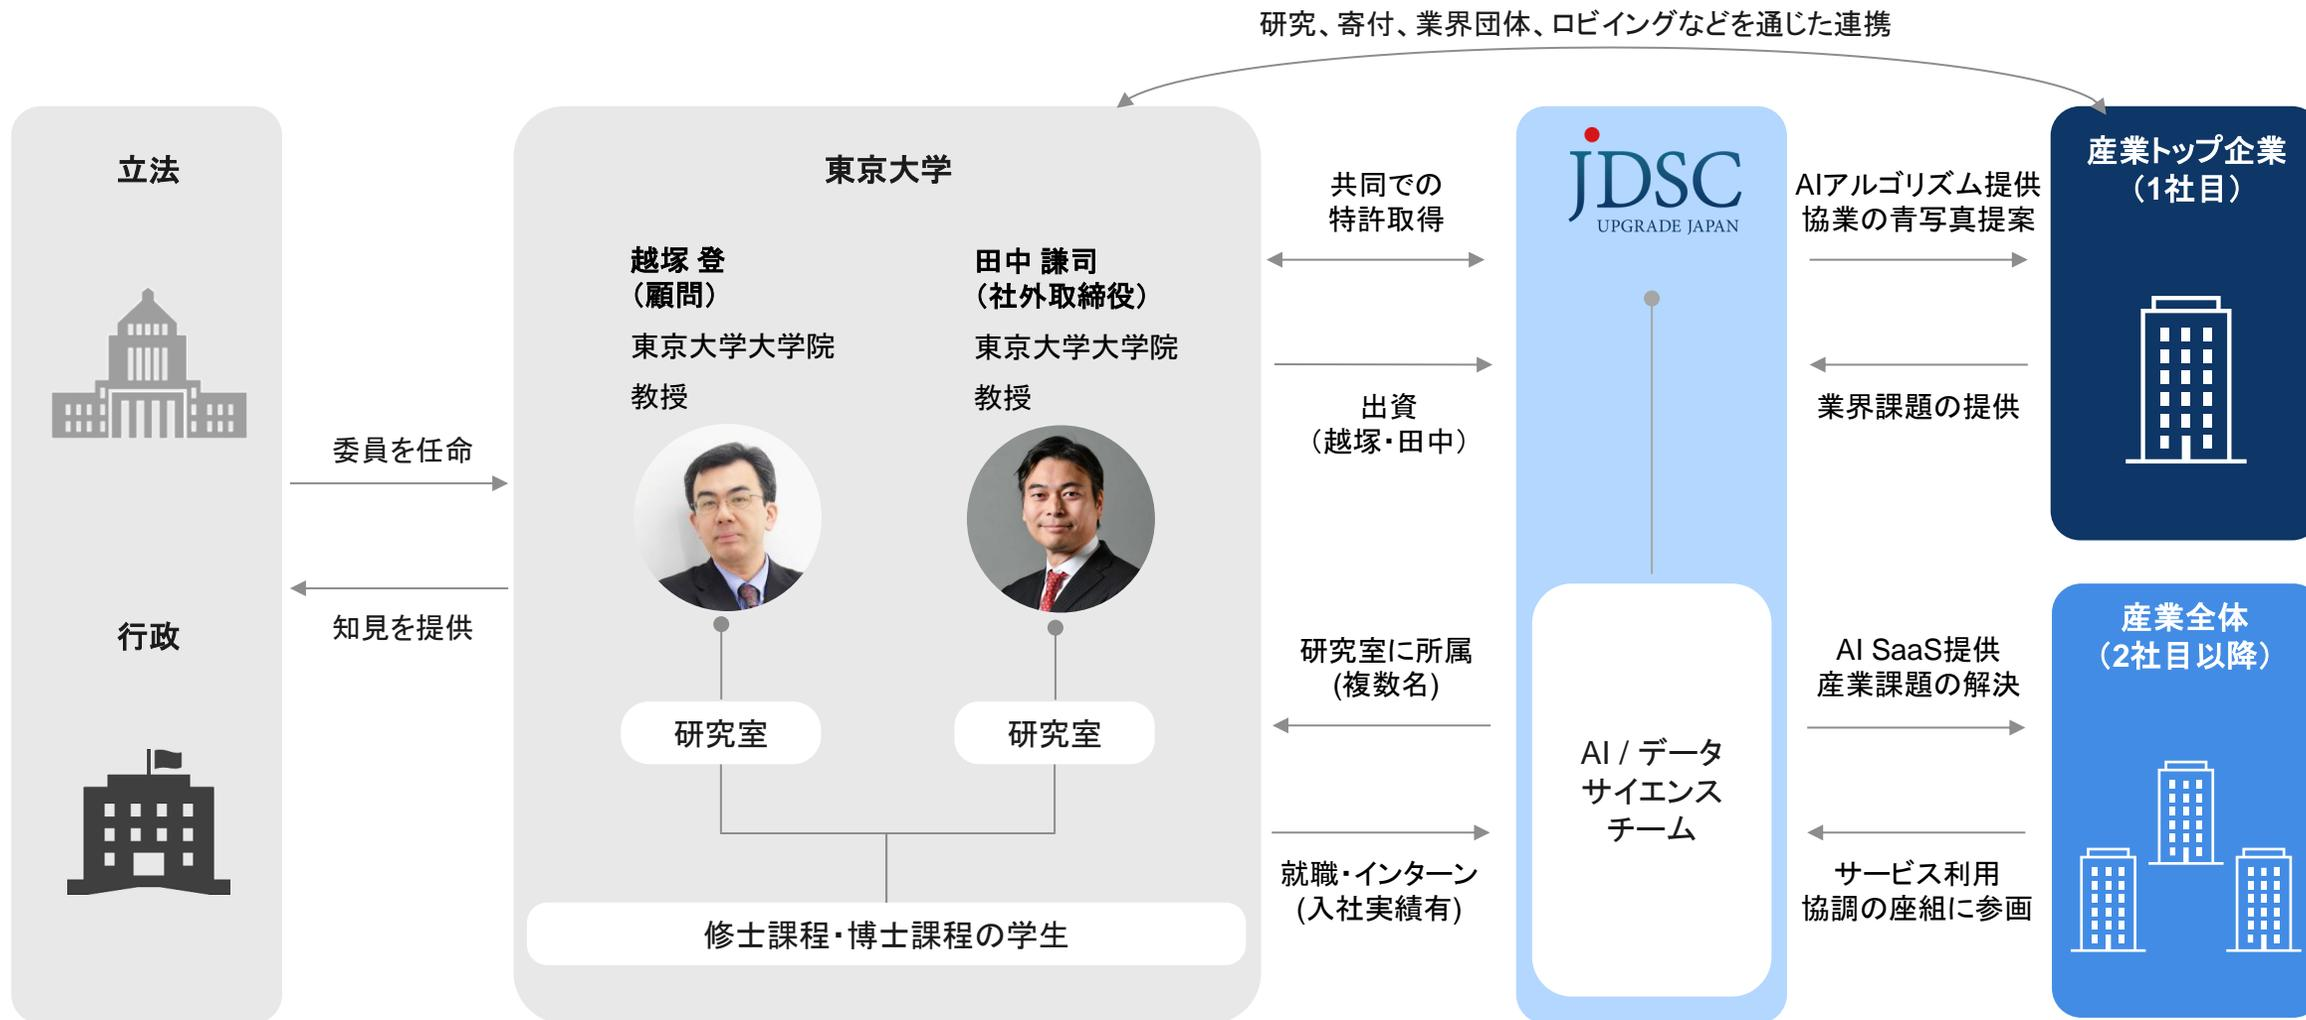 研究、寄付、業界団体、ロビイングなどを通じた連携
立法
行政
委員を任命
知見を提供
東京大学
越塚 登
（顧問）
東京大学大学院
教授
田中 謙司
（社外取締役）
東京大学大学院
教授
研究室
研究室
修士課程・博士課程の学生
共同での
特許取得
出資
（越塚・田中）
研究室に所属
(複数名)
就職・インターン
(入社実績有)
JDSC
UPGRADE JAPAN
AI / データ
サイエンス
チーム
AIアルゴリズム提供
協業の青写真提案
業界課題の提供
AI SaaS提供
産業課題の解決
サービス利用
協調の座組に参画
産業トップ企業
（1社目）
産業全体
（2社目以降）